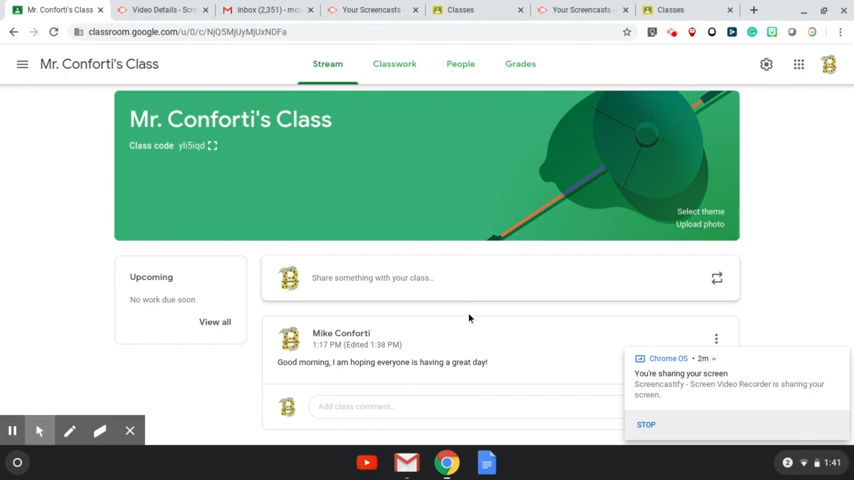 Mr. Conforti's Class
Video Details - Scre
Inbox (2,351) - mco
Your Screencasts -
Classes
Your Screencasts -
Classes
classroom.google.com/u/0/c/NjQ5MjUyMjUxNDFa
Mr. Conforti's Class
Stream
Classwork
People
Grades
Mr. Conforti's Class
Class code yli5iqd
Select theme
Upload photo
Upcoming
No work due soon
View all
Share something with your class...
Mike Conforti
1:17 PM (Edited 1:38 PM)
Good morning, I am hoping everyone is having a great day!
Add class comment...
Chrome OS • 2m
You're sharing your screen
Screencastify - Screen Video Recorder is sharing your
screen.
STOP
2
1:41